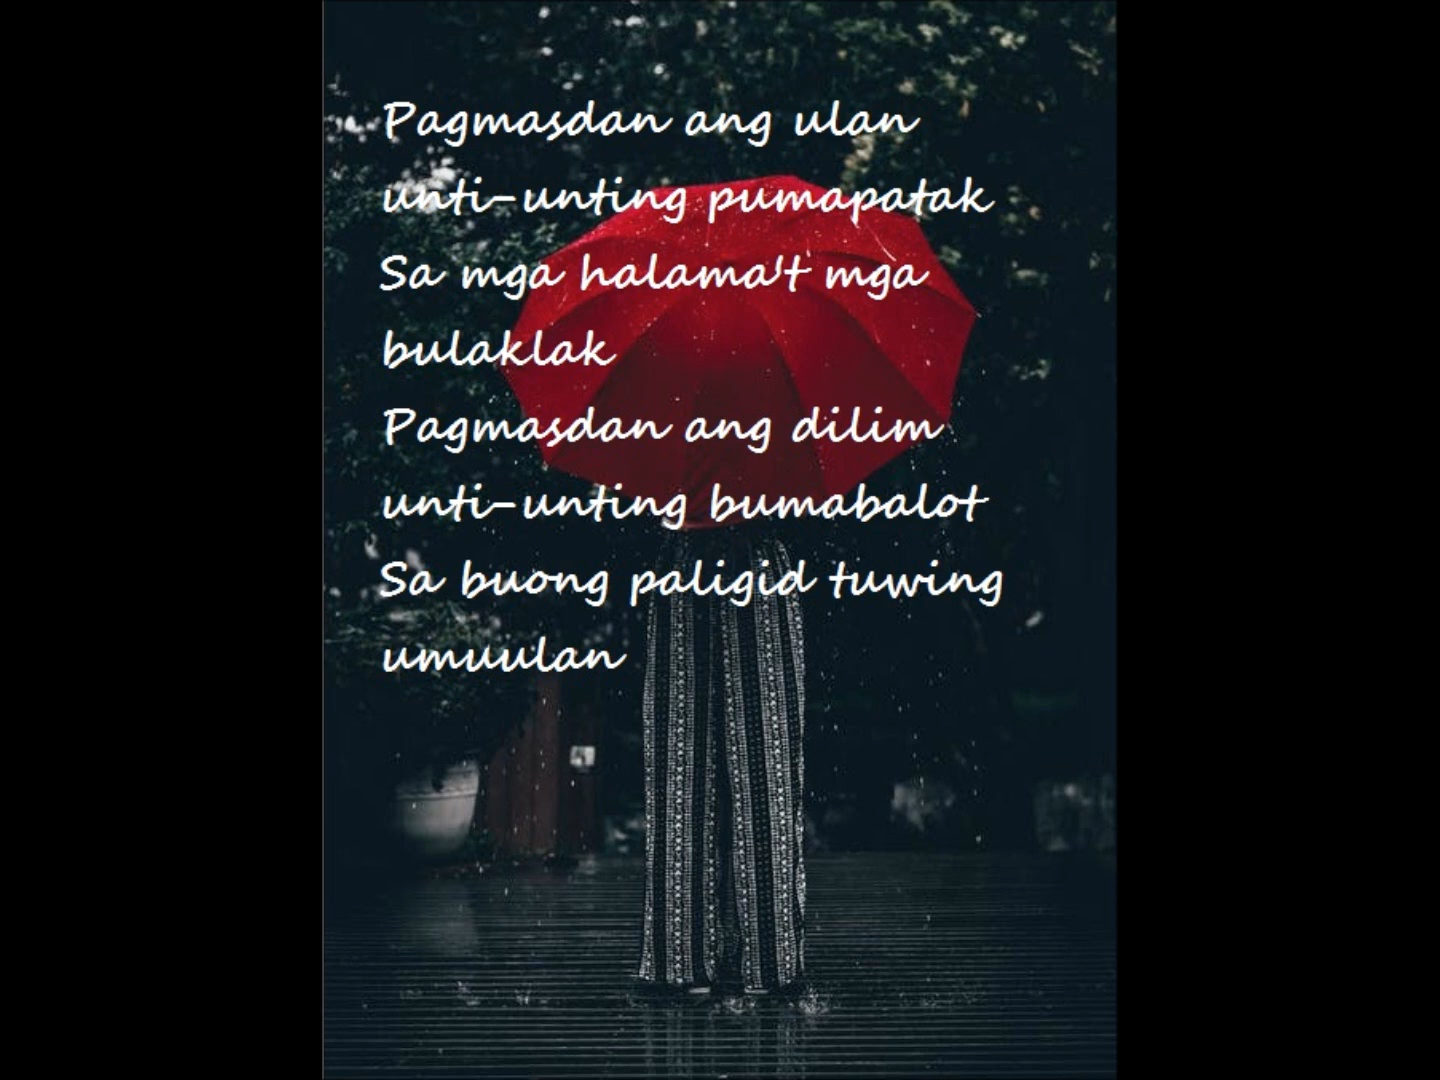 Pagmasdan ang ulan
unti-unting pumapatak
Sa mga halama't mga
bulaklak
Pagmasdan ang dilim
unti-unting bumabalot
Sa buong paligid tuwing
umuulan